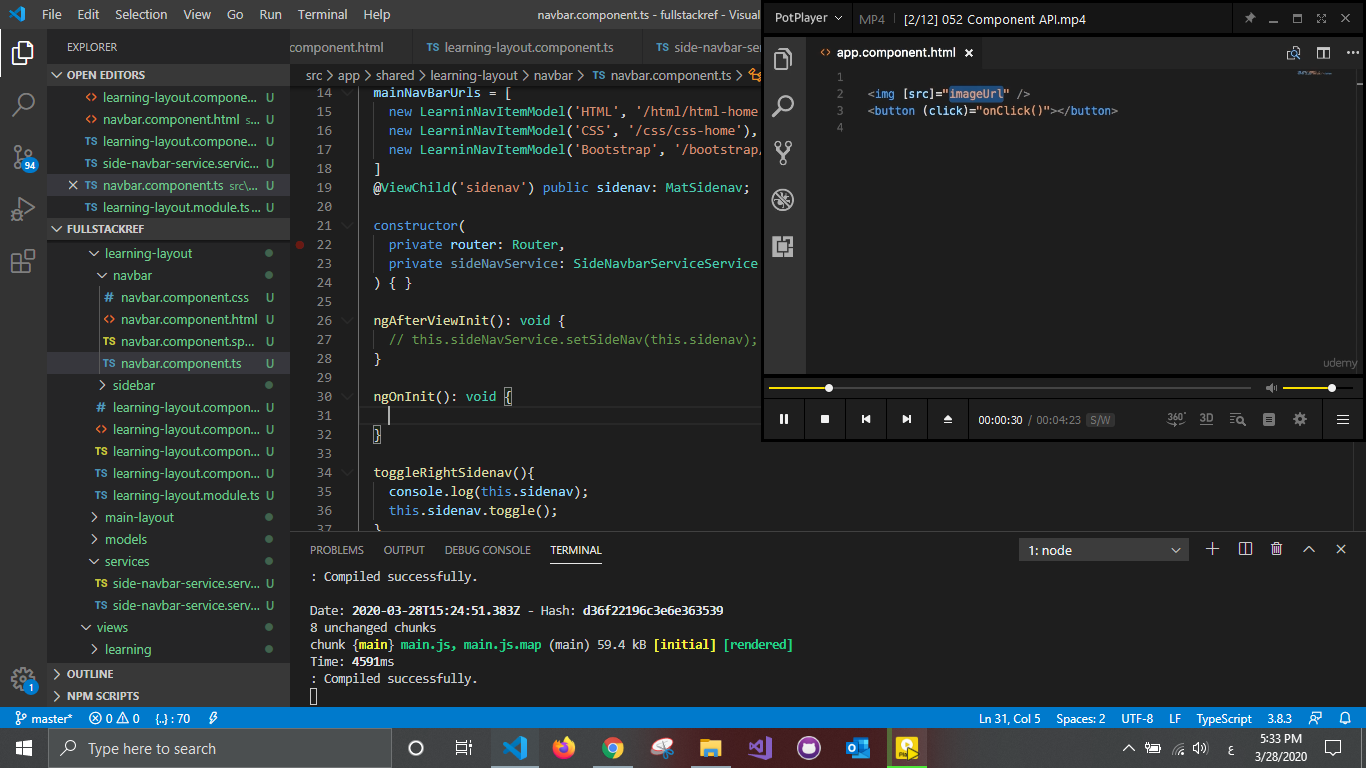 File Edit Selection View Go Run Terminal Help
navbar.component.ts - fullstackref - Visual
EXPLORER
OPEN EDITORS
learning-layout.compone... U
navbar.component.html s... U
TS learning-layout.compone... U
TS side-navbar-service.servic... U
TS navbar.component.ts src\... U
TS learning-layout.module.ts ... U
FULLSTACKREF
learning-layout
navbar
# navbar.component.css U
navbar.component.html U
TS navbar.component.sp... U
TS navbar.component.ts U
sidebar
# learning-layout.compon... U
learning-layout.compon... U
TS learning-layout.compon... U
TS learning-layout.compon... U
TS learning-layout.module.ts U
main-layout
models
services
TS side-navbar-service.serv... U
TS side-navbar-service.serv... U
views
learning
OUTLINE
NPM SCRIPTS
94
1
component.html
TS learning-layout.component.ts
TS side-navbar-se
src > app > shared > learning-layout > navbar > TS navbar.component.ts >
14 mainNavBarUrls = [
15 new LearninNavItemModel('HTML', '/html/html-home
16 new LearninNavItemModel('CSS', '/css/css-home'),
17 new LearninNavItemModel('Bootstrap', '/bootstrap/
18 ]
19 @ViewChild('sidenav') public sidenav: MatSidenav;
20
21 constructor(
22 private router: Router,
23 private sideNavService: SideNavbarServiceService
24 ) { }
25
26 ngAfterViewInit(): void {
27 // this.sideNavService.setSideNav(this.sidenav);
28 }
29
30 ngOnInit(): void {
31
32 }
33
34 toggleRightSidenav(){
35 console.log(this.sidenav);
36 this.sidenav.toggle();
37 }
PotPlayer MP4 [2/12] 052 Component API.mp4
app.component.html
1
2 <img [src]="imageUrl" />
3 <button (click)="onClick()"></button>
4
udemy
00:00:30 / 00:04:23 S/W
360° 3D
PROBLEMS OUTPUT DEBUG CONSOLE TERMINAL
1: node
: Compiled successfully.
Date: 2020-03-28T15:24:51.383Z - Hash: d36f22196c3e6e363539
8 unchanged chunks
chunk {main} main.js, main.js.map (main) 59.4 kB [initial] [rendered]
Time: 4591ms
: Compiled successfully.
master* 0 0 {..} : 70
Ln 31, Col 5 Spaces: 2 UTF-8 LF TypeScript 3.8.3
Type here to search
ع
5:33 PM
3/28/2020